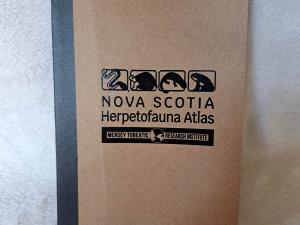 NOVA SCOTIA
Herpetofauna Atlas
MERSEY TOBEATIC RESEARCH INSTITUTE